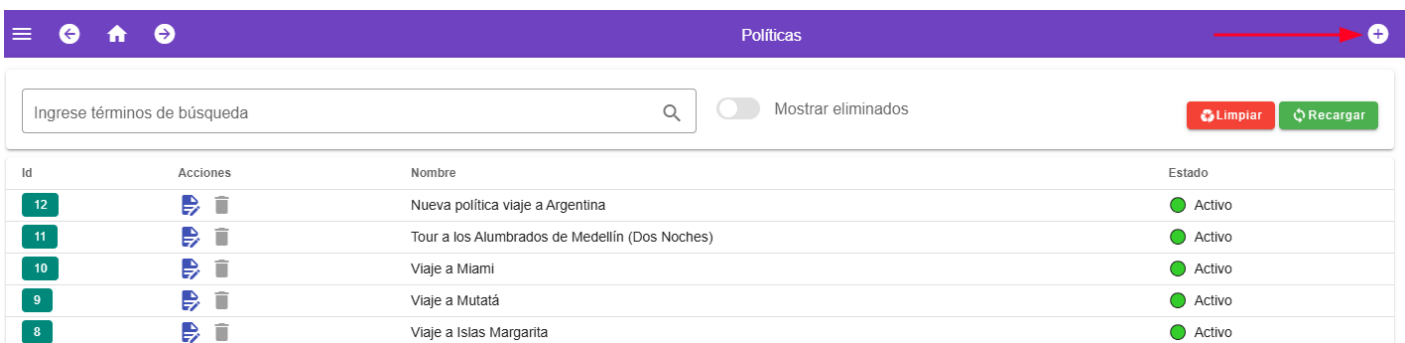 Políticas
Ingrese términos de búsqueda
Mostrar eliminados
Limpiar
Recargar
Id Acciones Nombre Estado
12 Nueva política viaje a Argentina Activo
11 Tour a los Alumbrados de Medellín (Dos Noches) Activo
10 Viaje a Miami Activo
9 Viaje a Mutatá Activo
8 Viaje a Islas Margarita Activo